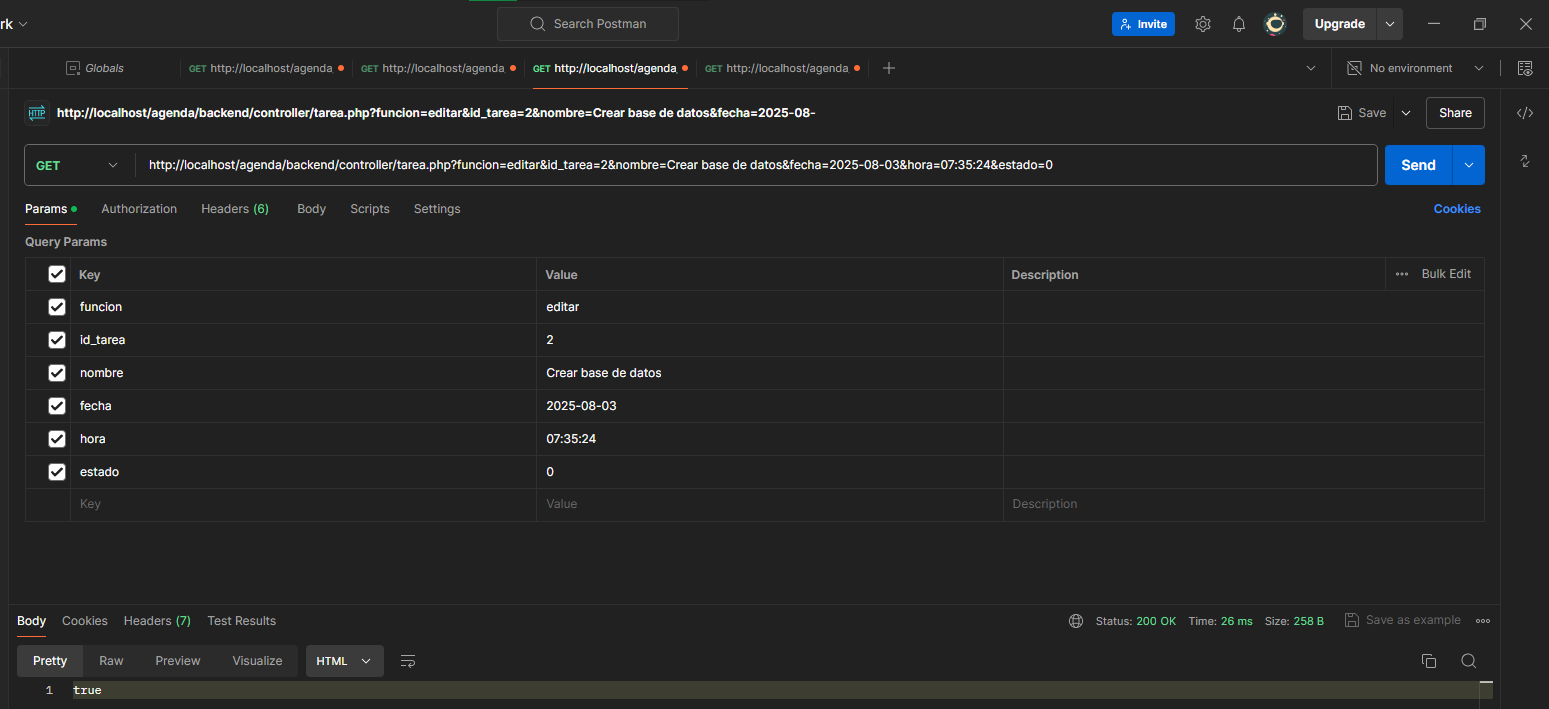 rk
Search Postman
Invite
Upgrade
Globals
GET http://localhost/agenda
GET http://localhost/agenda
GET http://localhost/agenda
GET http://localhost/agenda
No environment
HTTP
http://localhost/agenda/backend/controller/tarea.php?funcion=editar&id_tarea=2&nombre=Crear base de datos&fecha=2025-08-
Save
Share
GET
http://localhost/agenda/backend/controller/tarea.php?funcion=editar&id_tarea=2&nombre=Crear base de datos&fecha=2025-08-03&hora=07:35:24&estado=0
Send
Params Authorization Headers (6) Body Scripts Settings
Cookies
Query Params
Key Value Description Bulk Edit
funcion editar
id_tarea 2
nombre Crear base de datos
fecha 2025-08-03
hora 07:35:24
estado 0
Key Value Description
Body Cookies Headers (7) Test Results
Status: 200 OK Time: 26 ms Size: 258 B
Save as example
Pretty Raw Preview Visualize HTML
1 true